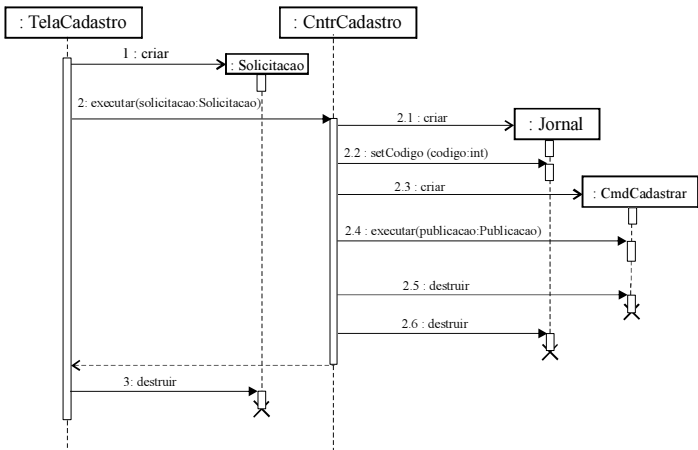 : TelaCadastro
: CntrCadastro
1 : criar
: Solicitacao
2: executar(solicitacao:Solicitacao)
2.1 : criar
: Jornal
2.2 : setCodigo (codigo:int)
2.3 : criar
: CmdCadastrar
2.4 : executar(publicacao:Publicacao)
2.5 : destruir
2.6 : destruir
3: destruir